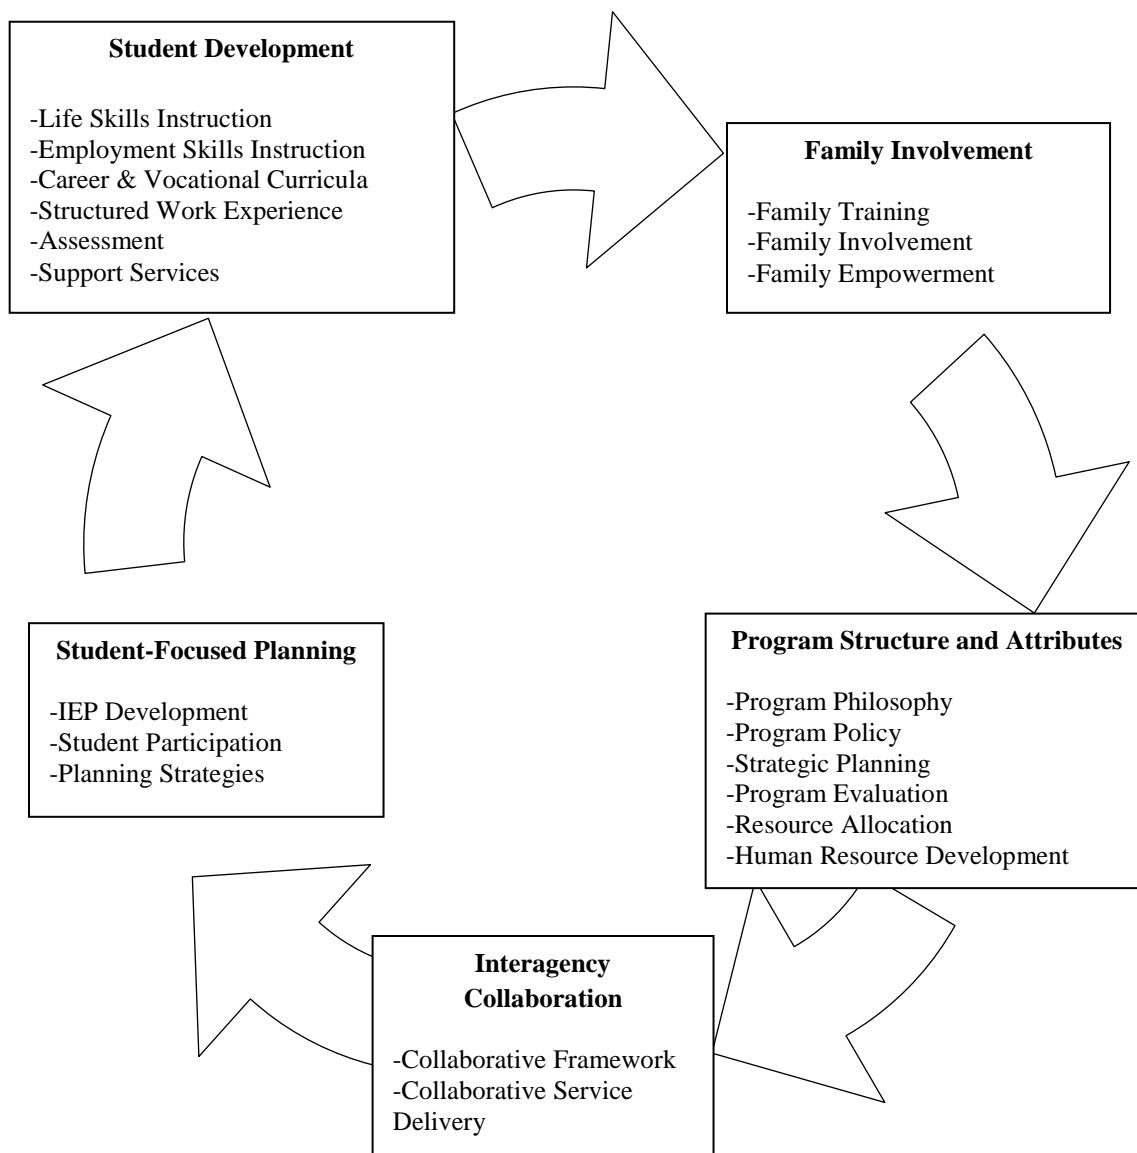 Student Development
-Life Skills Instruction
-Employment Skills Instruction
-Career & Vocational Curricula
-Structured Work Experience
-Assessment
-Support Services
Family Involvement
-Family Training
-Family Involvement
-Family Empowerment
Program Structure and Attributes
-Program Philosophy
-Program Policy
-Strategic Planning
-Program Evaluation
-Resource Allocation
-Human Resource Development
Interagency
Collaboration
-Collaborative Framework
-Collaborative Service
Delivery
Student-Focused Planning
-IEP Development
-Student Participation
-Planning Strategies